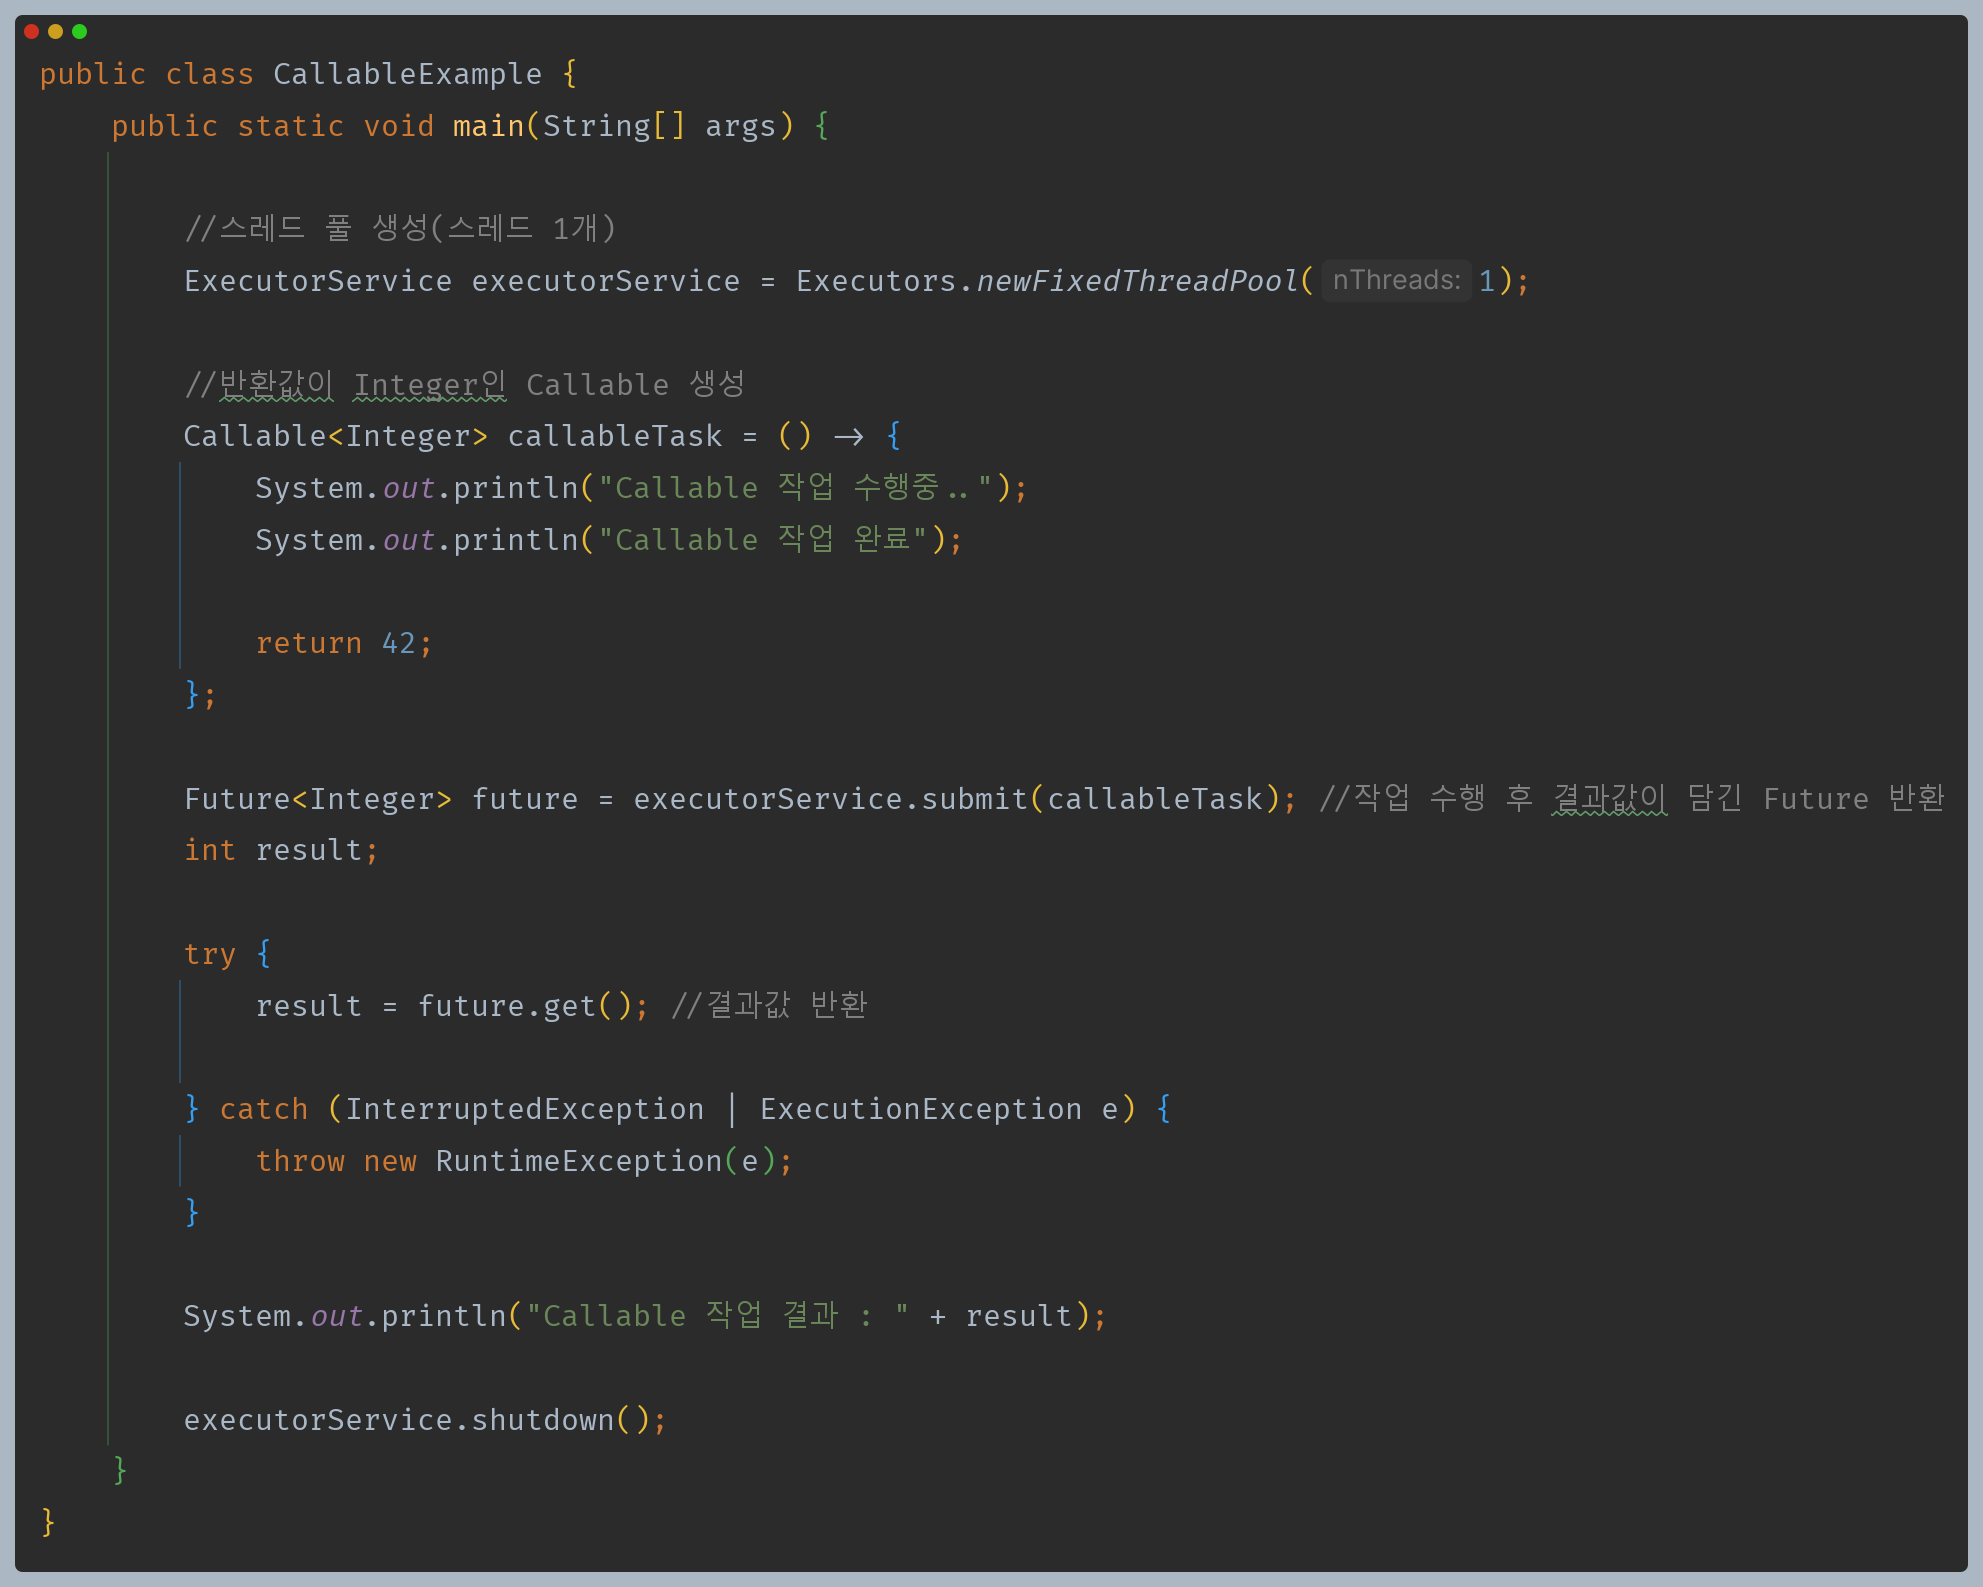 public class CallableExample {
public static void main(String[] args) {
//스레드 풀 생성(스레드 1개)
ExecutorService executorService = Executors.newFixedThreadPool( nThreads: 1);
//반환값이 Integer인 Callable 생성
Callable<Integer> callableTask = () -> {
System.out.println("Callable 작업 수행중..");
System.out.println("Callable 작업 완료");
return 42;
};
Future<Integer> future = executorService.submit(callableTask); //작업 수행 후 결과값이 담긴 Future 반환
int result;
try {
result = future.get(); //결과값 반환
} catch (InterruptedException | ExecutionException e) {
throw new RuntimeException(e);
}
System.out.println("Callable 작업 결과 : " + result);
executorService.shutdown();
}
}